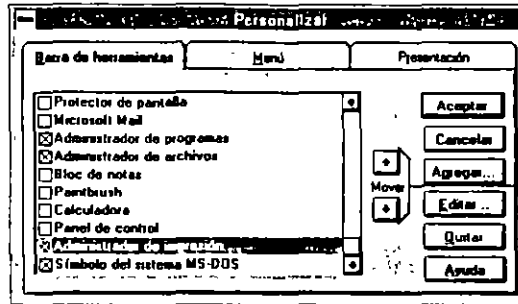 Personalizar
Barra de herramientas
Menú
Presentación
Protector de pantalla
Microsoft Mail
Administrador de programas
Administrador de archivos
Bloc de notas
Paintbrush
Calculadora
Panel de control
Administrador de impresión
Símbolo del sistema MS-DOS
Mover
Aceptar
Cancelar
Agregar...
Editar...
Quitar
Ayuda